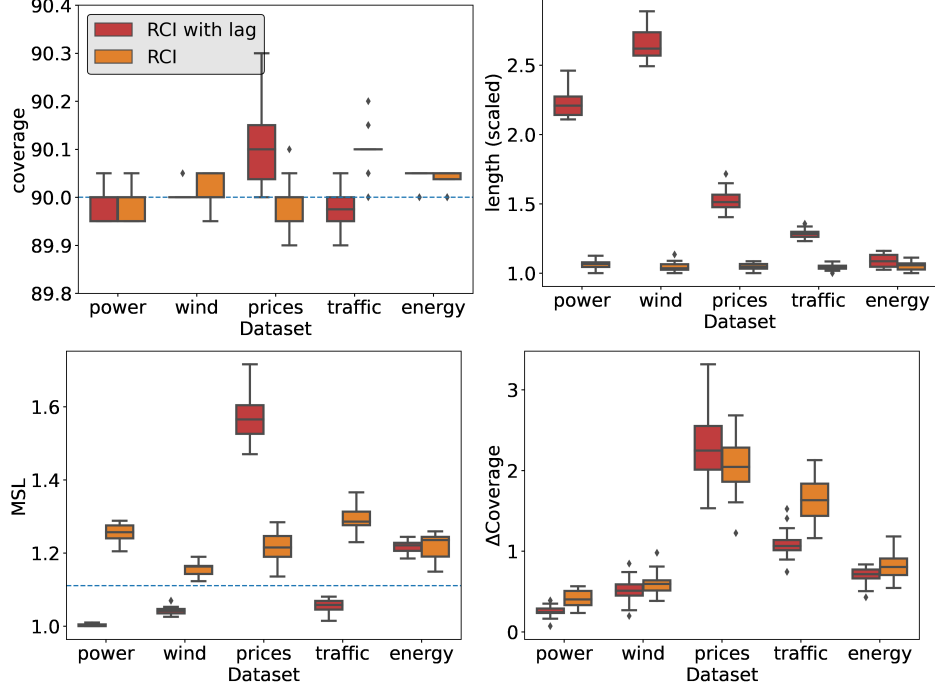 90.4
90.3
90.2
90.1
90.0
89.9
89.8
coverage
RCI with lag
RCI
power wind prices traffic energy
Dataset
2.5
2.0
1.5
1.0
length (scaled)
power wind prices traffic energy
Dataset
1.6
1.4
1.2
1.0
MSL
power wind prices traffic energy
Dataset
3
2
1
0
ΔCoverage
power wind prices traffic energy
Dataset